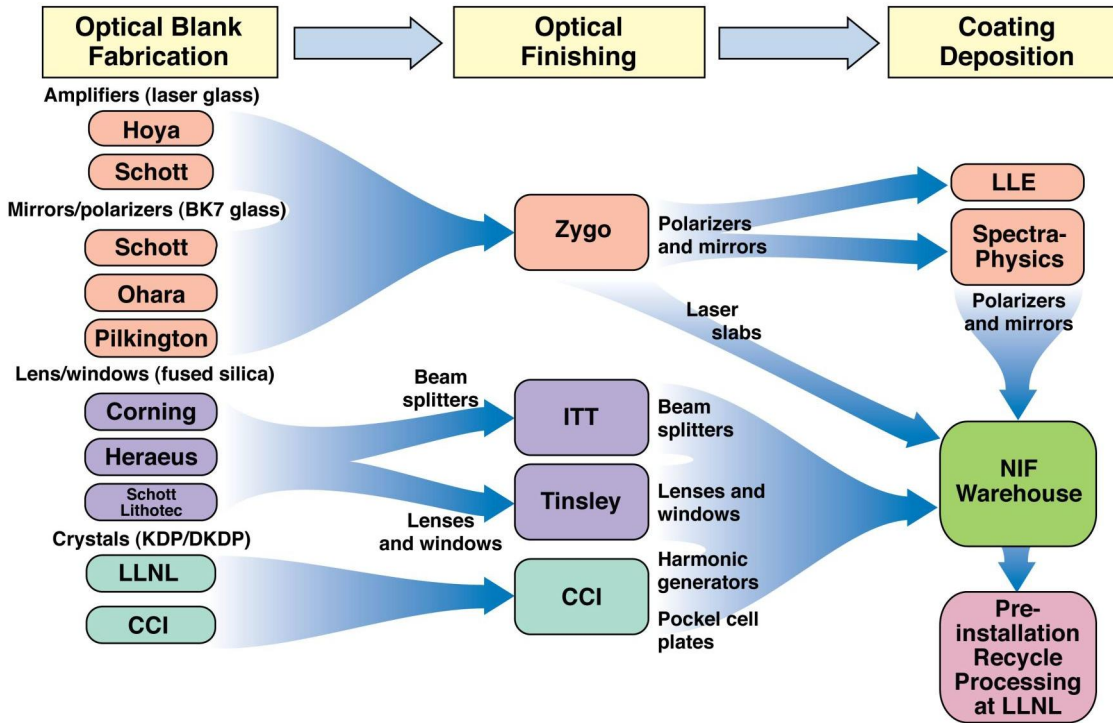 Optical Blank
Fabrication
Optical
Finishing
Coating
Deposition
Amplifiers (laser glass)
Hoya
Schott
Mirrors/polarizers (BK7 glass)
Schott
Ohara
Pilkington
Lens/windows (fused silica)
Corning
Heraeus
Schott
Lithotec
Crystals (KDP/DKDP)
LLNL
CCI
Beam
splitters
Lenses
and windows
Zygo
ITT
Tinsley
CCI
Polarizers
and mirrors
Laser
slabs
Beam
splitters
Lenses and
windows
Harmonic
generators
Pockel cell
plates
LLE
Spectra-
Physics
Polarizers
and mirrors
NIF
Warehouse
Pre-
installation
Recycle
Processing
at LLNL